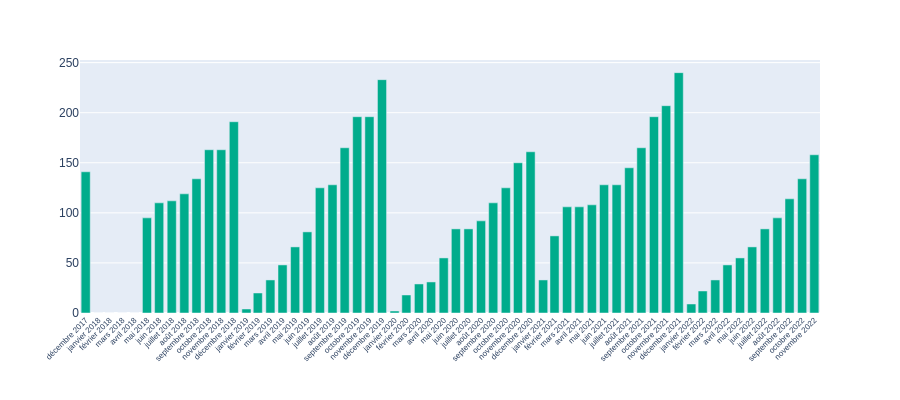 250
200
150
100
50
0
décembre 2017
janvier 2018
février 2018
mars 2018
avril 2018
mai 2018
juin 2018
juillet 2018
août 2018
septembre 2018
octobre 2018
novembre 2018
décembre 2018
janvier 2019
février 2019
mars 2019
avril 2019
mai 2019
juin 2019
juillet 2019
août 2019
septembre 2019
octobre 2019
novembre 2019
décembre 2019
janvier 2020
février 2020
mars 2020
avril 2020
mai 2020
juin 2020
juillet 2020
août 2020
septembre 2020
octobre 2020
novembre 2020
décembre 2020
janvier 2021
février 2021
mars 2021
avril 2021
mai 2021
juin 2021
juillet 2021
août 2021
septembre 2021
octobre 2021
novembre 2021
décembre 2021
janvier 2022
février 2022
mars 2022
avril 2022
mai 2022
juin 2022
juillet 2022
août 2022
septembre 2022
octobre 2022
novembre 2022